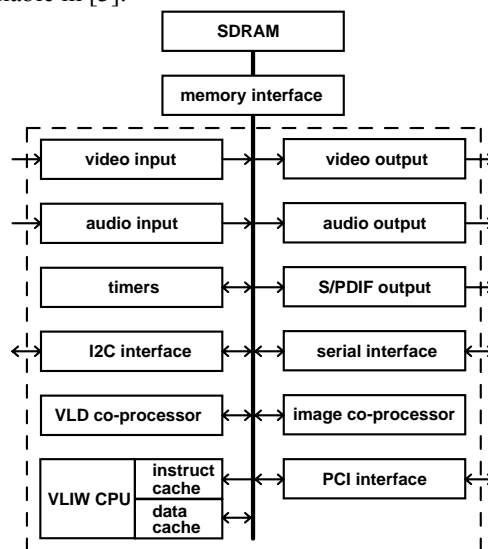 [5].
SDRAM
memory interface
video input
video output
audio input
audio output
timers
S/PDIF output
I2C interface
serial interface
VLD co-processor
image co-processor
VLIW CPU
instruct
cache
data
cache
PCI interface